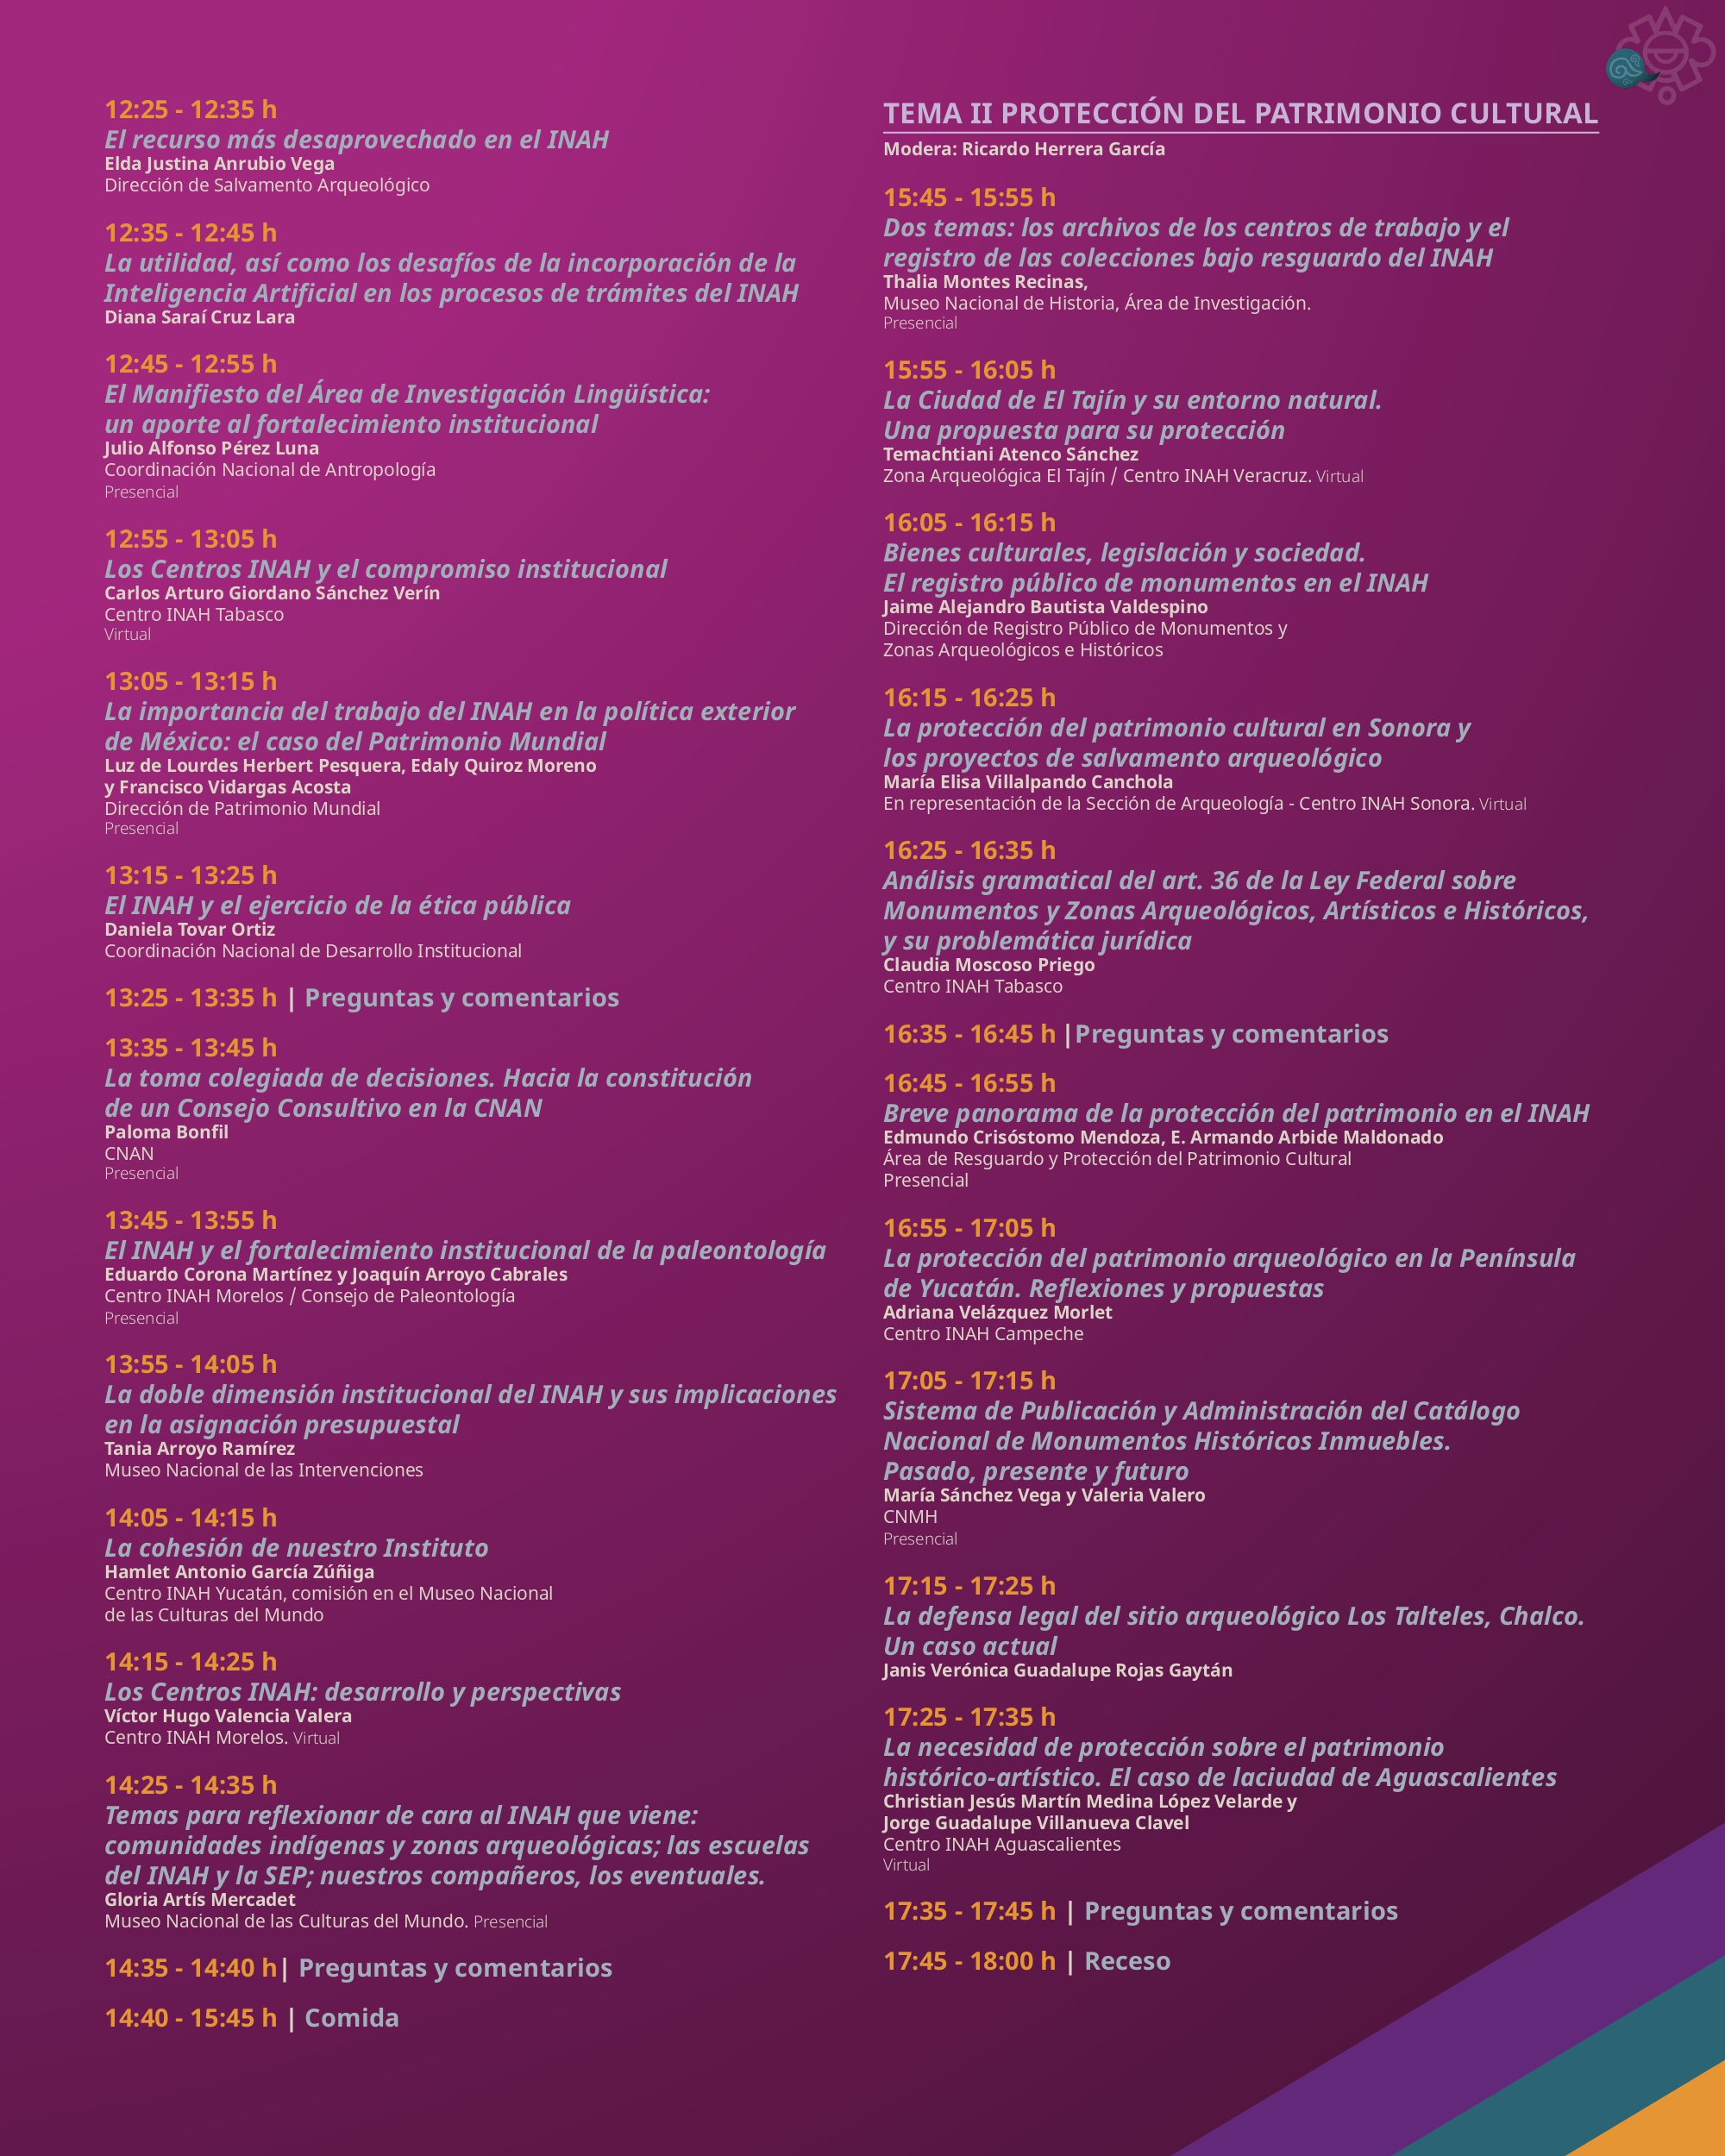 12:25 - 12:35 h
El recurso más desaprovechado en el INAH
Elda Justina Anrubio Vega
Dirección de Salvamento Arqueológico
12:35 - 12:45 h
La utilidad, así como los desafíos de la incorporación de la
Inteligencia Artificial en los procesos de trámites del INAH
Diana Saraí Cruz Lara
12:45 - 12:55 h
El Manifiesto del Área de Investigación Lingüística:
un aporte al fortalecimiento institucional
Julio Alfonso Pérez Luna
Coordinación Nacional de Antropología
Presencial
12:55 - 13:05 h
Los Centros INAH y el compromiso institucional
Carlos Arturo Giordano Sánchez Verín
Centro INAH Tabasco
Virtual
13:05 - 13:15 h
La importancia del trabajo del INAH en la política exterior
de México: el caso del Patrimonio Mundial
Luz de Lourdes Herbert Pesquera, Edaly Quiroz Moreno
y Francisco Vidargas Acosta
Dirección de Patrimonio Mundial
Presencial
13:15 - 13:25 h
El INAH y el ejercicio de la ética pública
Daniela Tovar Ortiz
Coordinación Nacional de Desarrollo Institucional
13:25 - 13:35 h | Preguntas y comentarios
13:35 - 13:45 h
La toma colegiada de decisiones. Hacia la constitución
de un Consejo Consultivo en la CNAN
Paloma Bonfil
CNAN
Presencial
13:45 - 13:55 h
El INAH y el fortalecimiento institucional de la paleontología
Eduardo Corona Martínez y Joaquín Arroyo Cabrales
Centro INAH Morelos / Consejo de Paleontología
Presencial
13:55 - 14:05 h
La doble dimensión institucional del INAH y sus implicaciones
en la asignación presupuestal
Tania Arroyo Ramírez
Museo Nacional de las Intervenciones
14:05 - 14:15 h
La cohesión de nuestro Instituto
Hamlet Antonio García Zúñiga
Centro INAH Yucatán, comisión en el Museo Nacional
de las Culturas del Mundo
14:15 - 14:25 h
Los Centros INAH: desarrollo y perspectivas
Víctor Hugo Valencia Valera
Centro INAH Morelos. Virtual
14:25 - 14:35 h
Temas para reflexionar de cara al INAH que viene:
comunidades indígenas y zonas arqueológicas; las escuelas
del INAH y la SEP; nuestros compañeros, los eventuales.
Gloria Artís Mercadet
Museo Nacional de las Culturas del Mundo. Presencial
14:35 - 14:40 h| Preguntas y comentarios
14:40 - 15:45 h | Comida
TEMA II PROTECCIÓN DEL PATRIMONIO CULTURAL
Modera: Ricardo Herrera García
15:45 - 15:55 h
Dos temas: los archivos de los centros de trabajo y el
registro de las colecciones bajo resguardo del INAH
Thalia Montes Recinas,
Museo Nacional de Historia, Área de Investigación.
Presencial
15:55 - 16:05 h
La Ciudad de El Tajín y su entorno natural.
Una propuesta para su protección
Temachtiani Atenco Sánchez
Zona Arqueológica El Tajín / Centro INAH Veracruz. Virtual
16:05 - 16:15 h
Bienes culturales, legislación y sociedad.
El registro público de monumentos en el INAH
Jaime Alejandro Bautista Valdespino
Dirección de Registro Público de Monumentos y
Zonas Arqueológicos e Históricos
16:15 - 16:25 h
La protección del patrimonio cultural en Sonora y
los proyectos de salvamento arqueológico
María Elisa Villalpando Canchola
En representación de la Sección de Arqueología - Centro INAH Sonora. Virtual
16:25 - 16:35 h
Análisis gramatical del art. 36 de la Ley Federal sobre
Monumentos y Zonas Arqueológicos, Artísticos e Históricos,
y su problemática jurídica
Claudia Moscoso Priego
Centro INAH Tabasco
16:35 - 16:45 h |Preguntas y comentarios
16:45 - 16:55 h
Breve panorama de la protección del patrimonio en el INAH
Edmundo Crisóstomo Mendoza, E. Armando Arbide Maldonado
Área de Resguardo y Protección del Patrimonio Cultural
Presencial
16:55 - 17:05 h
La protección del patrimonio arqueológico en la Península
de Yucatán. Reflexiones y propuestas
Adriana Velázquez Morlet
Centro INAH Campeche
17:05 - 17:15 h
Sistema de Publicación y Administración del Catálogo
Nacional de Monumentos Históricos Inmuebles.
Pasado, presente y futuro
María Sánchez Vega y Valeria Valero
CNMH
Presencial
17:15 - 17:25 h
La defensa legal del sitio arqueológico Los Talteles, Chalco.
Un caso actual
Janis Verónica Guadalupe Rojas Gaytán
17:25 - 17:35 h
La necesidad de protección sobre el patrimonio
histórico-artístico. El caso de laciudad de Aguascalientes
Christian Jesús Martín Medina López Velarde y
Jorge Guadalupe Villanueva Clavel
Centro INAH Aguascalientes
Virtual
17:35 - 17:45 h | Preguntas y comentarios
17:45 - 18:00 h | Receso